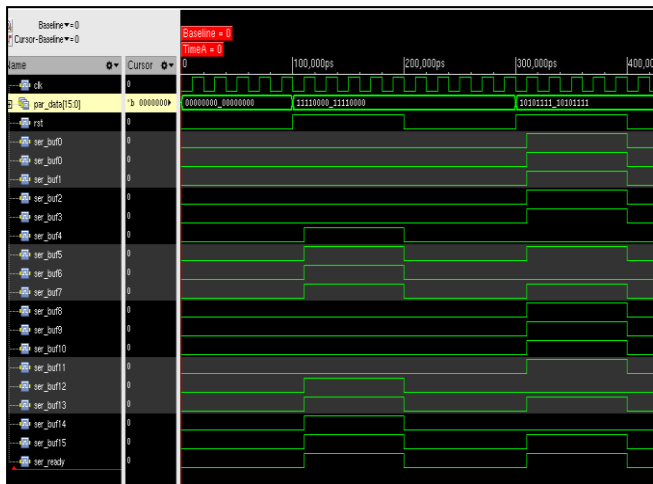 Baseline▾=0
Cursor-Baseline▾=0
Baseline = 0
TimeA = 0
Cursor
0 100,000ps 200,000ps 300,000ps 400,0
clk 0
par_data[15:0] 'b 0000000 00000000_00000000 11110000_11110000 10101111_10101111
rst 0
ser_buf0 0
ser_buf0 0
ser_buf1 0
ser_buf2 0
ser_buf3 0
ser_buf4 0
ser_buf5 0
ser_buf6 0
ser_buf7 0
ser_buf8 0
ser_buf9 0
ser_buf10 0
ser_buf11 0
ser_buf12 0
ser_buf13 0
ser_buf14 0
ser_buf15 0
ser_ready 0